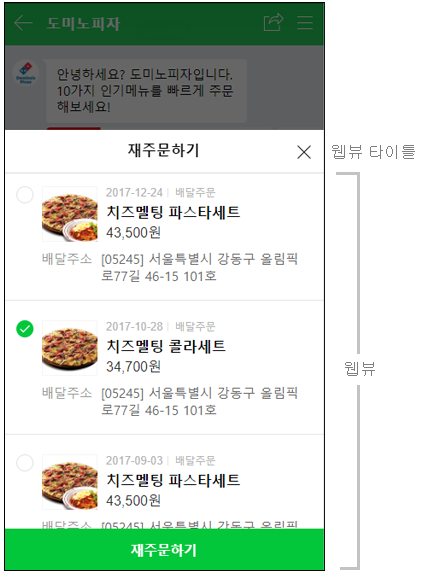 도미노피자
안녕하세요? 도미노피자입니다.
10가지 인기메뉴를 빠르게 주문
해보세요!
재주문하기
웹뷰 타이틀
2017-12-24 | 배달주문
치즈멜팅 파스타세트
43,500원
배달주소 [05245] 서울특별시 강동구 올림픽
로77길 46-15 101호
2017-10-28 | 배달주문
치즈멜팅 콜라세트
34,700원
웹뷰
배달주소 [05245] 서울특별시 강동구 올림픽
로77길 46-15 101호
2017-09-03 | 배달주문
치즈멜팅 파스타세트
43,500원
배달주소 [05245] 서울특별시 강동구 올림픽
재주문하기